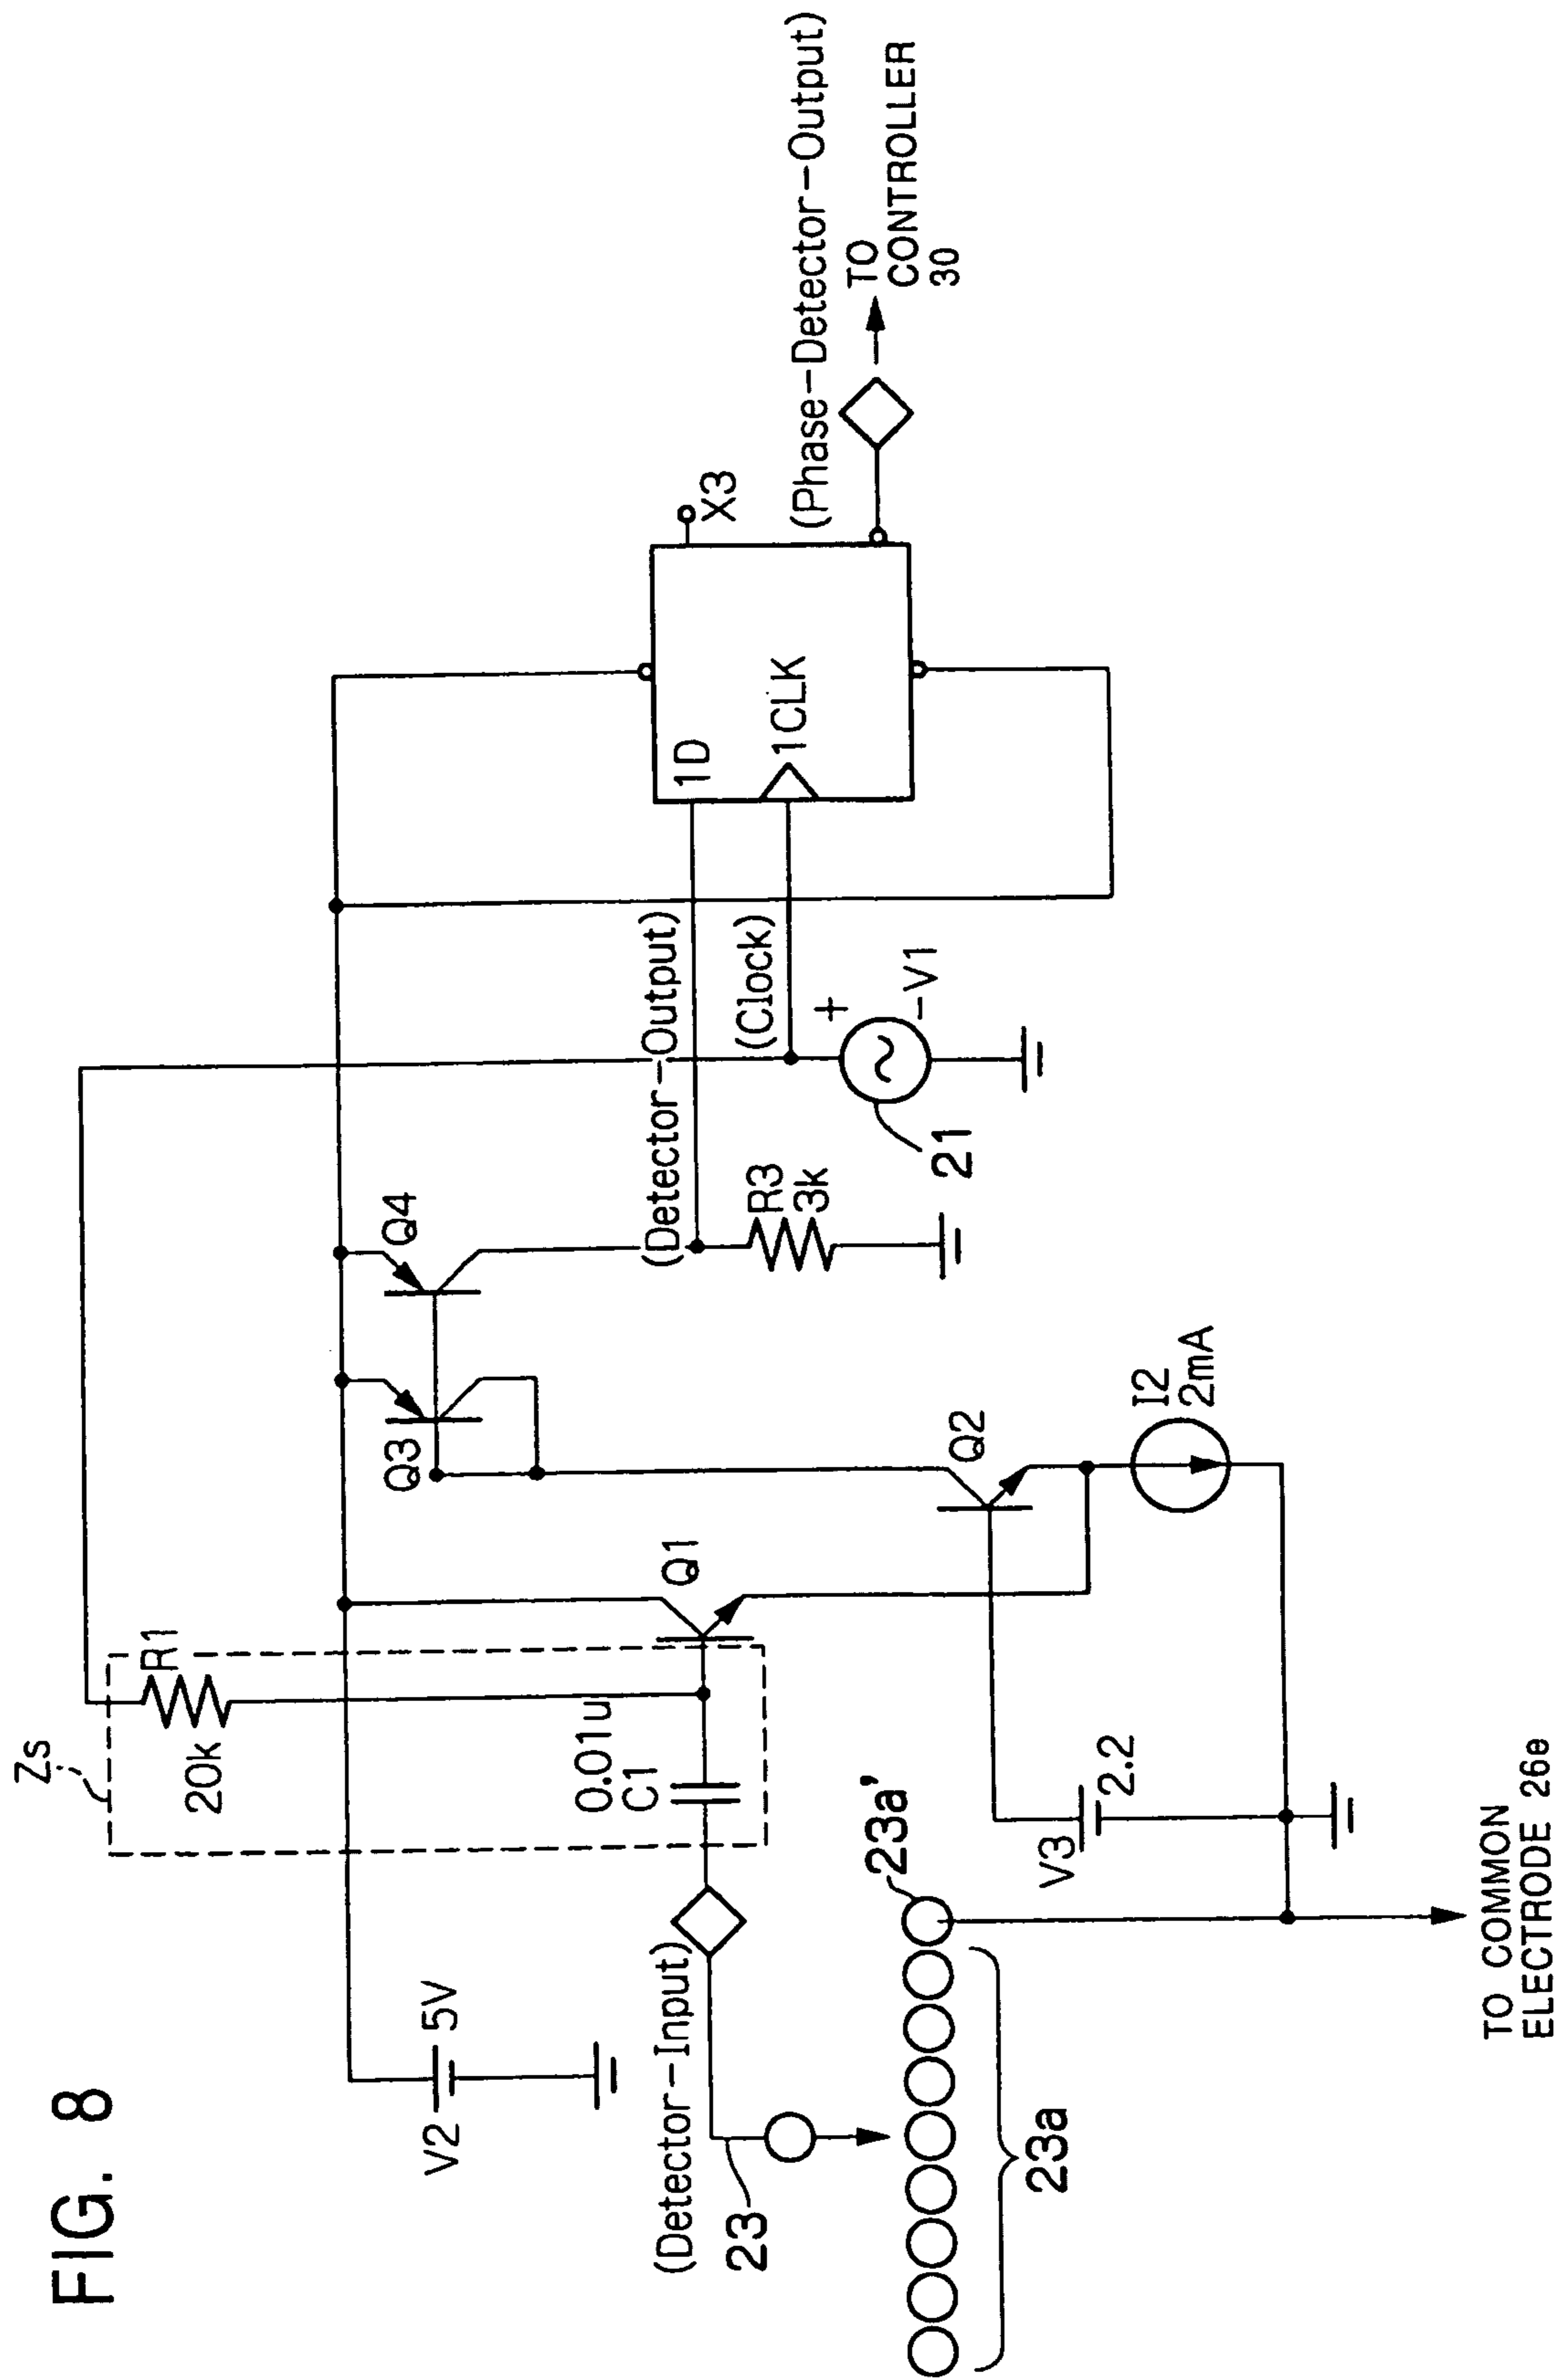 FIG. 8
Zs
R1
20k
0.01u
C1
V2
5V
(Detector-Input)
23
23a
23a'
V3
2.2
TO COMMON
ELECTRODE 26e
Q1
Q2
I2
2mA
Q3
Q4
(Detector-Output)
R3
3k
21
(Clock)
+
-V1
1D
1CLK
X3
(Phase-Detector-Output)
TO
CONTROLLER
30